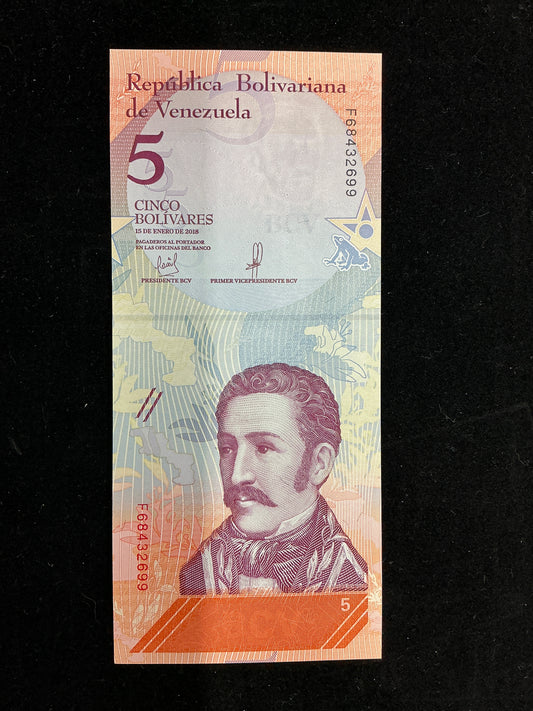 República Bolivariana
de Venezuela
5
CINCO
BOLÍVARES
15 DE ENERO DE 2018
PAGADEROS AL PORTADOR
EN LAS OFICINAS DEL BANCO
PRESIDENTE BCV PRIMER VICEPRESIDENTE BCV
F68432699
BCV
F68432699
5